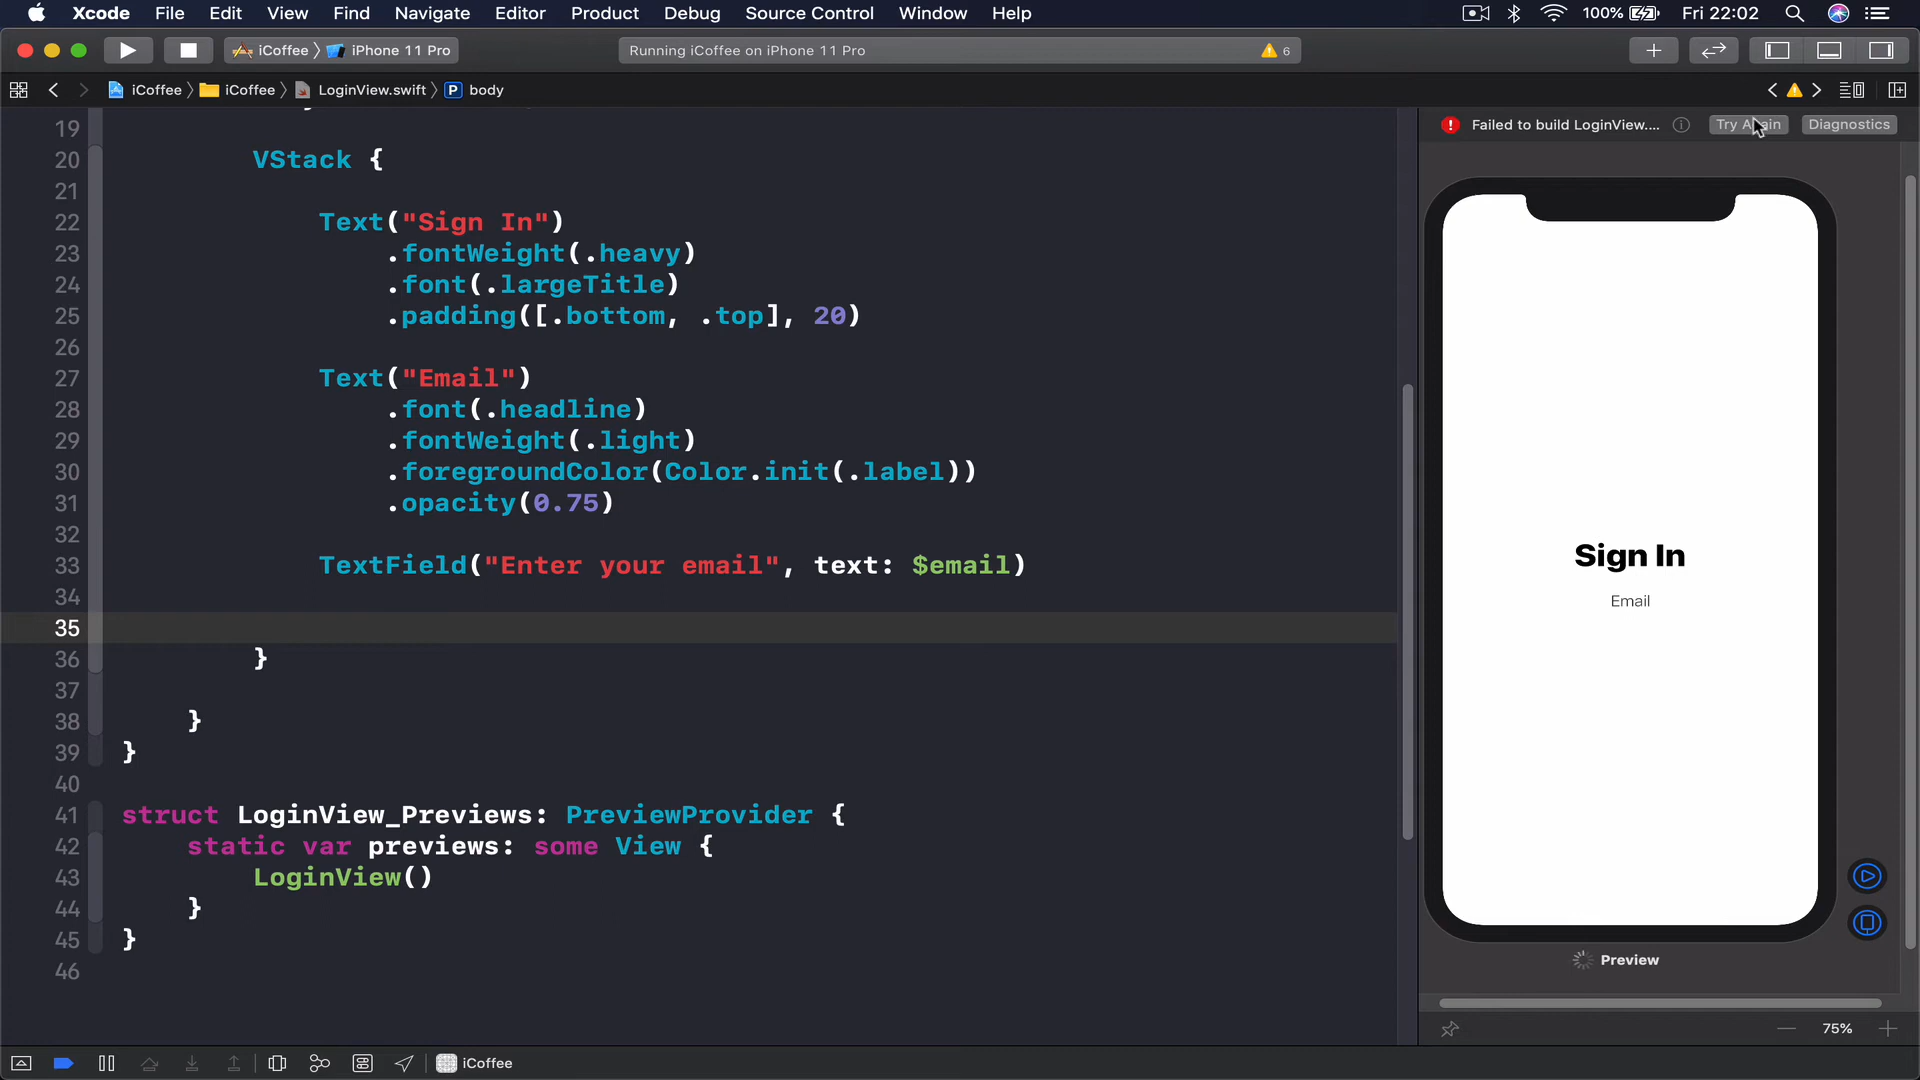 Xcode File Edit View Find Navigate Editor Product Debug Source Control Window Help 100% Fri 22:02
iCoffee iPhone 11 Pro Running iCoffee on iPhone 11 Pro 6
iCoffee iCoffee LoginView.swift P body
Failed to build LoginView.... Diagnostics
19
20 VStack {
21
22 Text("Sign In")
23 .fontWeight(.heavy)
24 .font(.largeTitle)
25 .padding([.bottom, .top], 20)
26
27 Text("Email")
28 .font(.headline)
29 .fontWeight(.light)
30 .foregroundColor(Color.init(.label))
31 .opacity(0.75)
32
33 TextField("Enter your email", text: $email)
34
35
36 }
37
38 }
39 }
40
41 struct LoginView_Previews: PreviewProvider {
42 static var previews: some View {
43 LoginView()
44 }
45 }
46
Sign In
Email
Preview
75%
iCoffee